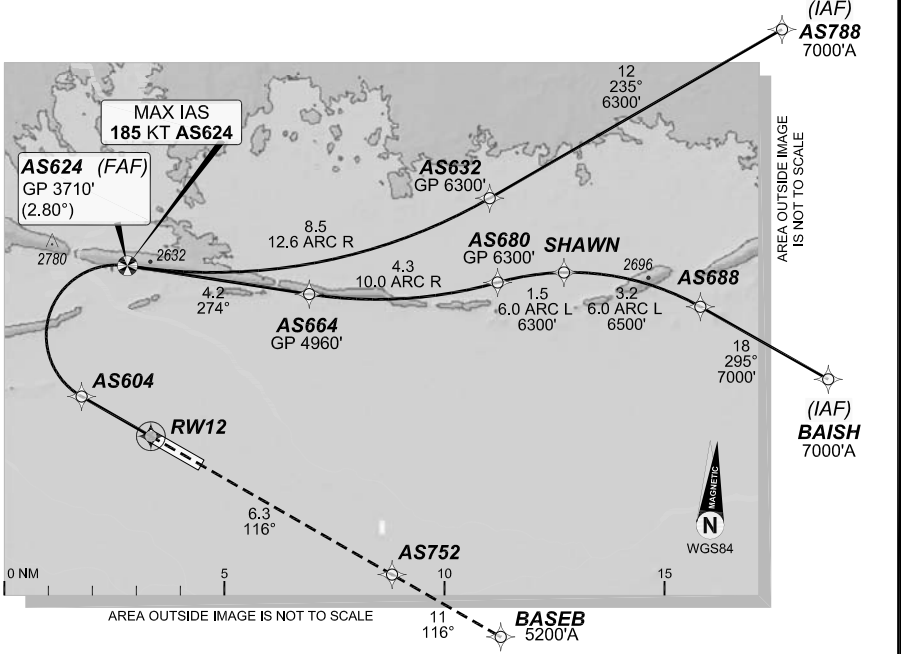 (IAF)
AS788
7000'A
12
235°
6300'
MAX IAS
185 KT AS624
AS624 (FAF)
GP 3710'
(2.80°)
AS632
GP 6300'
AREA OUTSIDE IMAGE
IS NOT TO SCALE
8.5
12.6 ARC R
2780
2632
4.3
10.0 ARC R
AS680
GP 6300'
SHAWN
2696
AS688
4.2
274°
AS664
GP 4960'
1.5
6.0 ARC L
6300'
3.2
6.0 ARC L
6500'
18
295°
7000'
(IAF)
BAISH
7000'A
AS604
RW12
6.3
116°
MAGNETIC
N
WGS84
AS752
0 NM
5
10
15
AREA OUTSIDE IMAGE IS NOT TO SCALE
11
116°
BASEB
5200'A